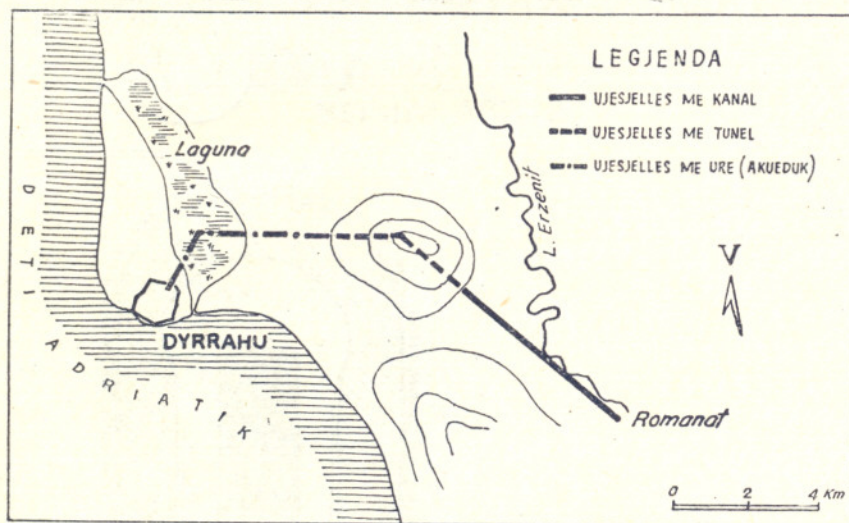 LEGJENDA
UJESJELLES ME KANAL
UJESJELLES ME TUNEL
UJESJELLES ME URE (AKUEDUK)
Laguna
L. Erzenit
V
DETI
ADRIATIK
DYRRAHU
Romanat
0 2 4 Km